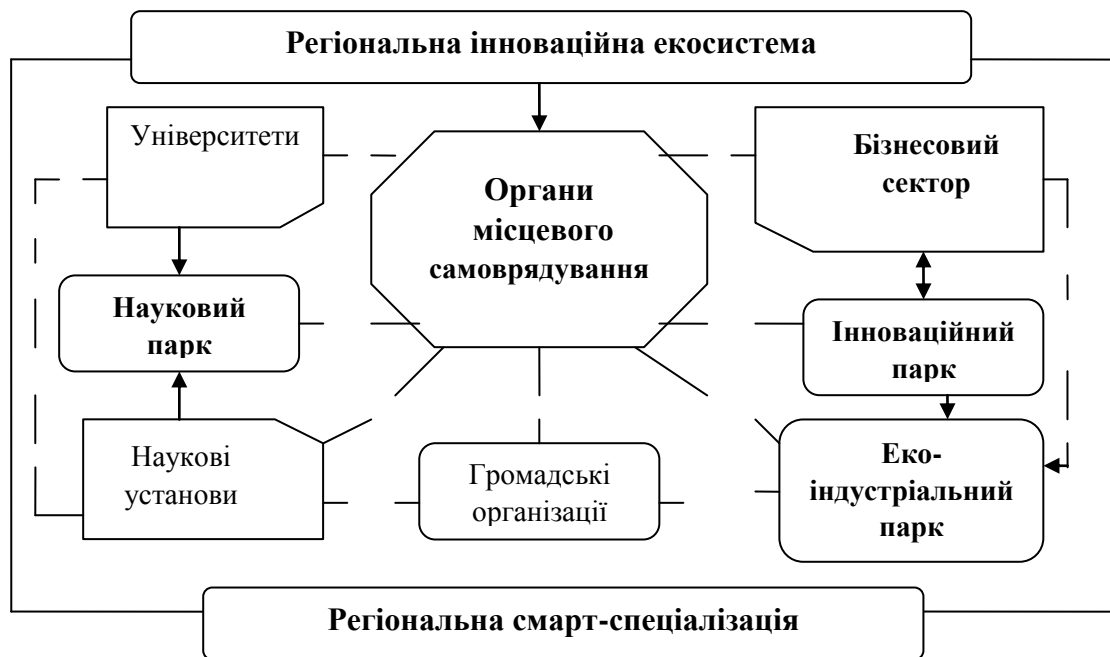 Регіональна інноваційна екосистема
Університети
Органи
місцевого
самоврядування
Бізнесовий
сектор
Науковий
парк
Інноваційний
парк
Наукові
установи
Громадські
організації
Еко-
індустріальний
парк
Регіональна смарт-спеціалізація